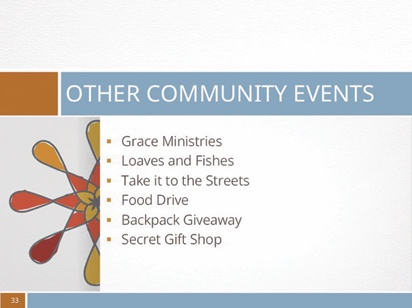 OTHER COMMUNITY EVENTS
▪ Grace Ministries
▪ Loaves and Fishes
▪ Take it to the Streets
▪ Food Drive
▪ Backpack Giveaway
▪ Secret Gift Shop
33